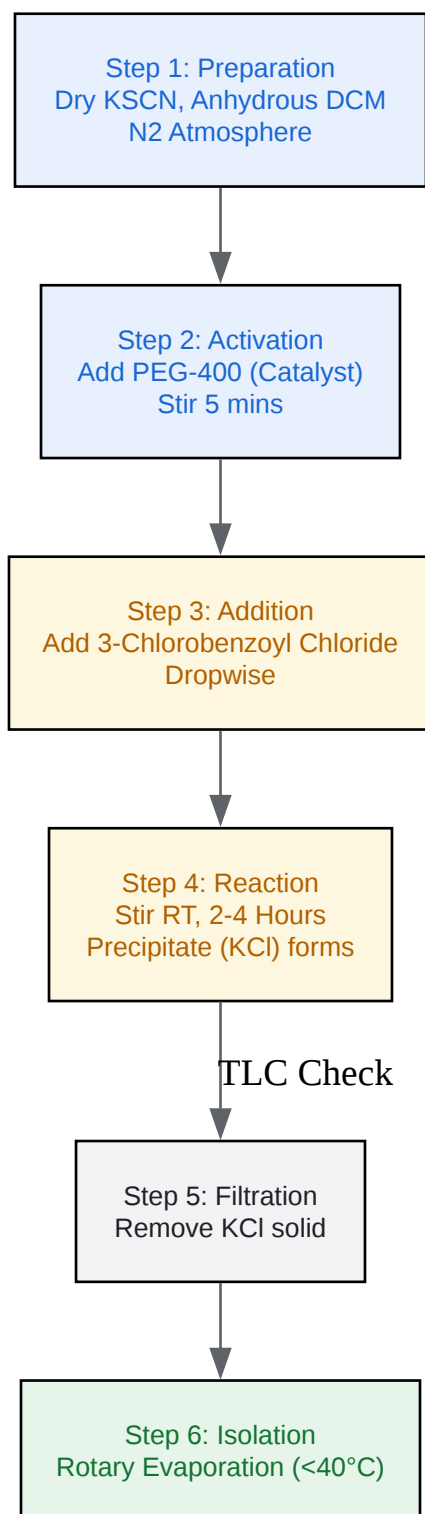 Step 1: Preparation
Dry KSCN, Anhydrous DCM
N2 Atmosphere
Step 2: Activation
Add PEG-400 (Catalyst)
Stir 5 mins
Step 3: Addition
Add 3-Chlorobenzoyl Chloride
Dropwise
Step 4: Reaction
Stir RT, 2-4 Hours
Precipitate (KCl) forms
TLC Check
Step 5: Filtration
Remove KCl solid
Step 6: Isolation
Rotary Evaporation (<40°C)